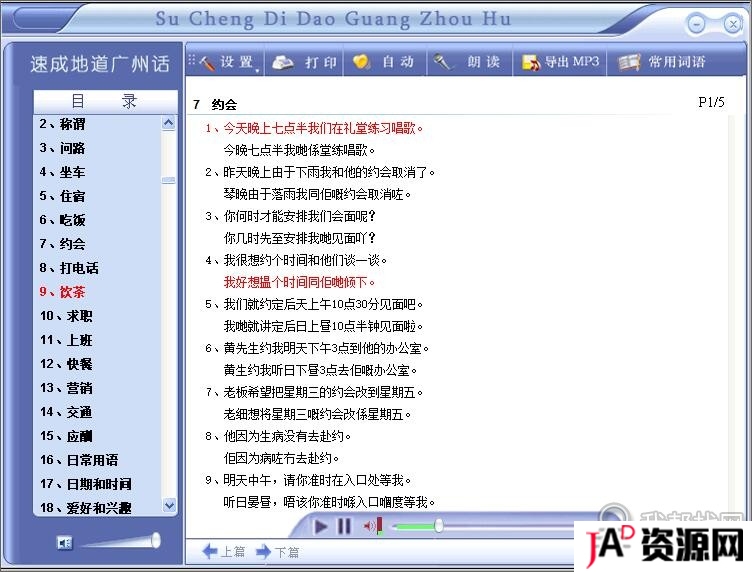 Su Cheng Di Dao Guang Zhou Hu
速成地道广州话
设 置
打 印
自 动
朗 读
导出 MP3
常用词语
目 录
2、称谓
3、问路
4、坐车
5、住宿
6、吃饭
7、约会
8、打电话
9、饮茶
10、求职
11、上班
12、快餐
13、营销
14、交通
15、应酬
16、日常用语
17、日期和时间
18、爱好和兴趣
7 约会
P1/5
1、今天晚上七点半我们在礼堂练习唱歌。
今晚七点半我哋係堂练唱歌。
2、昨天晚上由于下雨我和他的约会取消了。
琴晚由于落雨我同佢嘅约会取消咗。
3、你何时才能安排我们会面呢？
你几时先至安排我哋见面吖？
4、我很想约个时间和他们谈一谈。
我好想揾个时间同佢哋倾下。
5、我们就约定后天上午10点30分见面吧。
我哋就讲定后日上昼10点半钟见面啦。
6、黄先生约我明天下午3点到他的办公室。
黄生约我听日下昼3点去佢嘅办公室。
7、老板希望把星期三的约会改到星期五。
老细想将星期三嘅约会改係星期五。
8、他因为生病没有去赴约。
佢因为病咗冇去赴约。
9、明天中午，请你准时在入口处等我。
听日晏昼，唔该你准时喺入口嗰度等我。
上篇
下篇
我帮找网
JAD资源网